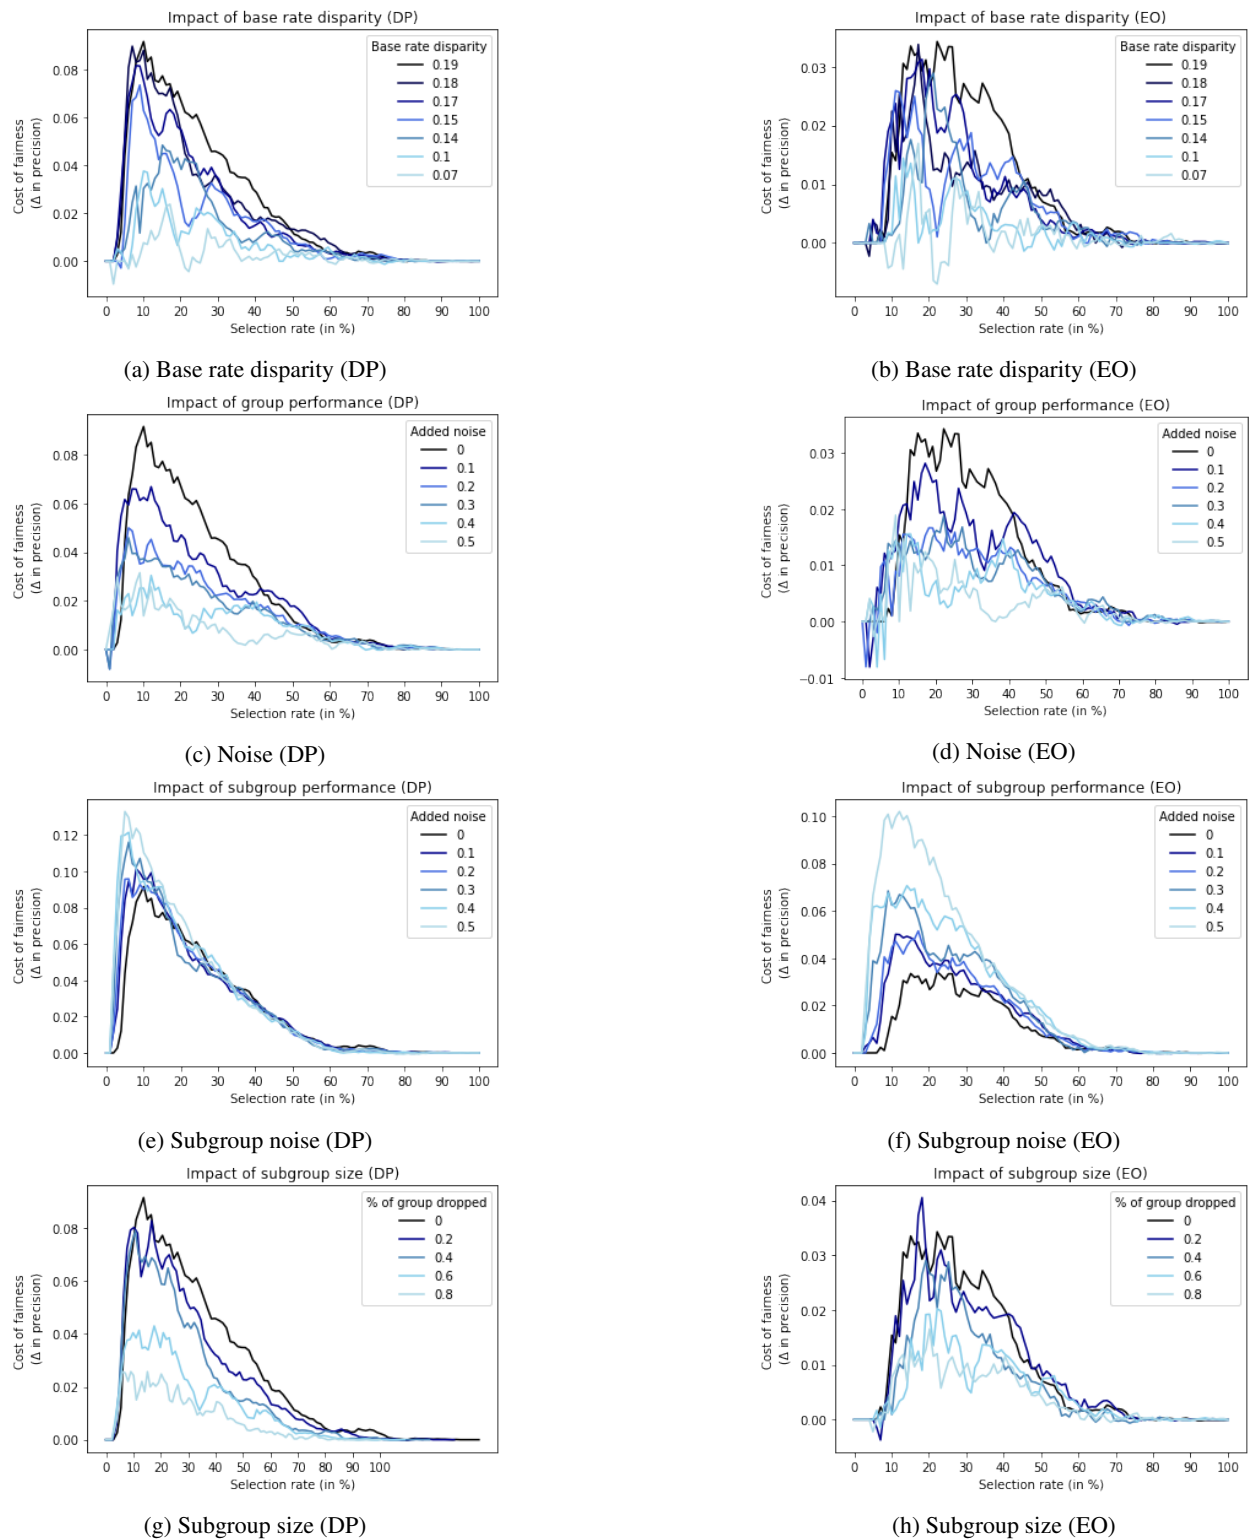 Impact of base rate disparity (DP)
Cost of fairness
(Δ in precision)
0.08
0.06
0.04
0.02
0.00
Base rate disparity
0.19
0.18
0.17
0.15
0.14
0.1
0.07
0 10 20 30 40 50 60 70 80 90 100
Selection rate (in %)
(a) Base rate disparity (DP)
Impact of base rate disparity (EO)
Cost of fairness
(Δ in precision)
0.03
0.02
0.01
0.00
Base rate disparity
0.19
0.18
0.17
0.15
0.14
0.1
0.07
0 10 20 30 40 50 60 70 80 90 100
Selection rate (in %)
(b) Base rate disparity (EO)
Impact of group performance (DP)
Cost of fairness
(Δ in precision)
0.08
0.06
0.04
0.02
0.00
Added noise
0
0.1
0.2
0.3
0.4
0.5
0 10 20 30 40 50 60 70 80 90 100
Selection rate (in %)
(c) Noise (DP)
Impact of group performance (EO)
Cost of fairness
(Δ in precision)
0.03
0.02
0.01
0.00
−0.01
Added noise
0
0.1
0.2
0.3
0.4
0.5
0 10 20 30 40 50 60 70 80 90 100
Selection rate (in %)
(d) Noise (EO)
Impact of subgroup performance (DP)
Cost of fairness
(Δ in precision)
0.12
0.10
0.08
0.06
0.04
0.02
0.00
Added noise
0
0.1
0.2
0.3
0.4
0.5
0 10 20 30 40 50 60 70 80 90 100
Selection rate (in %)
(e) Subgroup noise (DP)
Impact of subgroup performance (EO)
Cost of fairness
(Δ in precision)
0.10
0.08
0.06
0.04
0.02
0.00
Added noise
0
0.1
0.2
0.3
0.4
0.5
0 10 20 30 40 50 60 70 80 90 100
Selection rate (in %)
(f) Subgroup noise (EO)
Impact of subgroup size (DP)
Cost of fairness
(Δ in precision)
0.08
0.06
0.04
0.02
0.00
% of group dropped
0
0.2
0.4
0.6
0.8
0 10 20 30 40 50 60 70 80 90 100
Selection rate (in %)
(g) Subgroup size (DP)
Impact of subgroup size (EO)
Cost of fairness
(Δ in precision)
0.04
0.03
0.02
0.01
0.00
% of group dropped
0
0.2
0.4
0.6
0.8
0 10 20 30 40 50 60 70 80 90 100
Selection rate (in %)
(h) Subgroup size (EO)